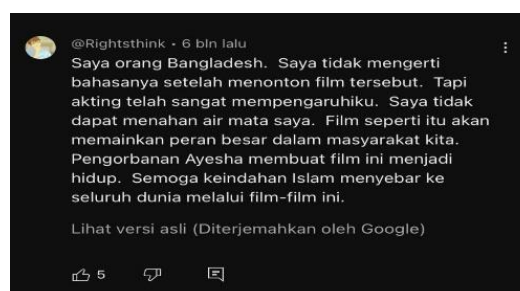 @Rightsthink • 6 bln lalu
Saya orang Bangladesh. Saya tidak mengerti
bahasanya setelah menonton film tersebut. Tapi
akting telah sangat mempengaruhiku. Saya tidak
dapat menahan air mata saya. Film seperti itu akan
memainkan peran besar dalam masyarakat kita.
Pengorbanan Ayesha membuat film ini menjadi
hidup. Semoga keindahan Islam menyebar ke
seluruh dunia melalui film-film ini.
Lihat versi asli (Diterjemahkan oleh Google)
5